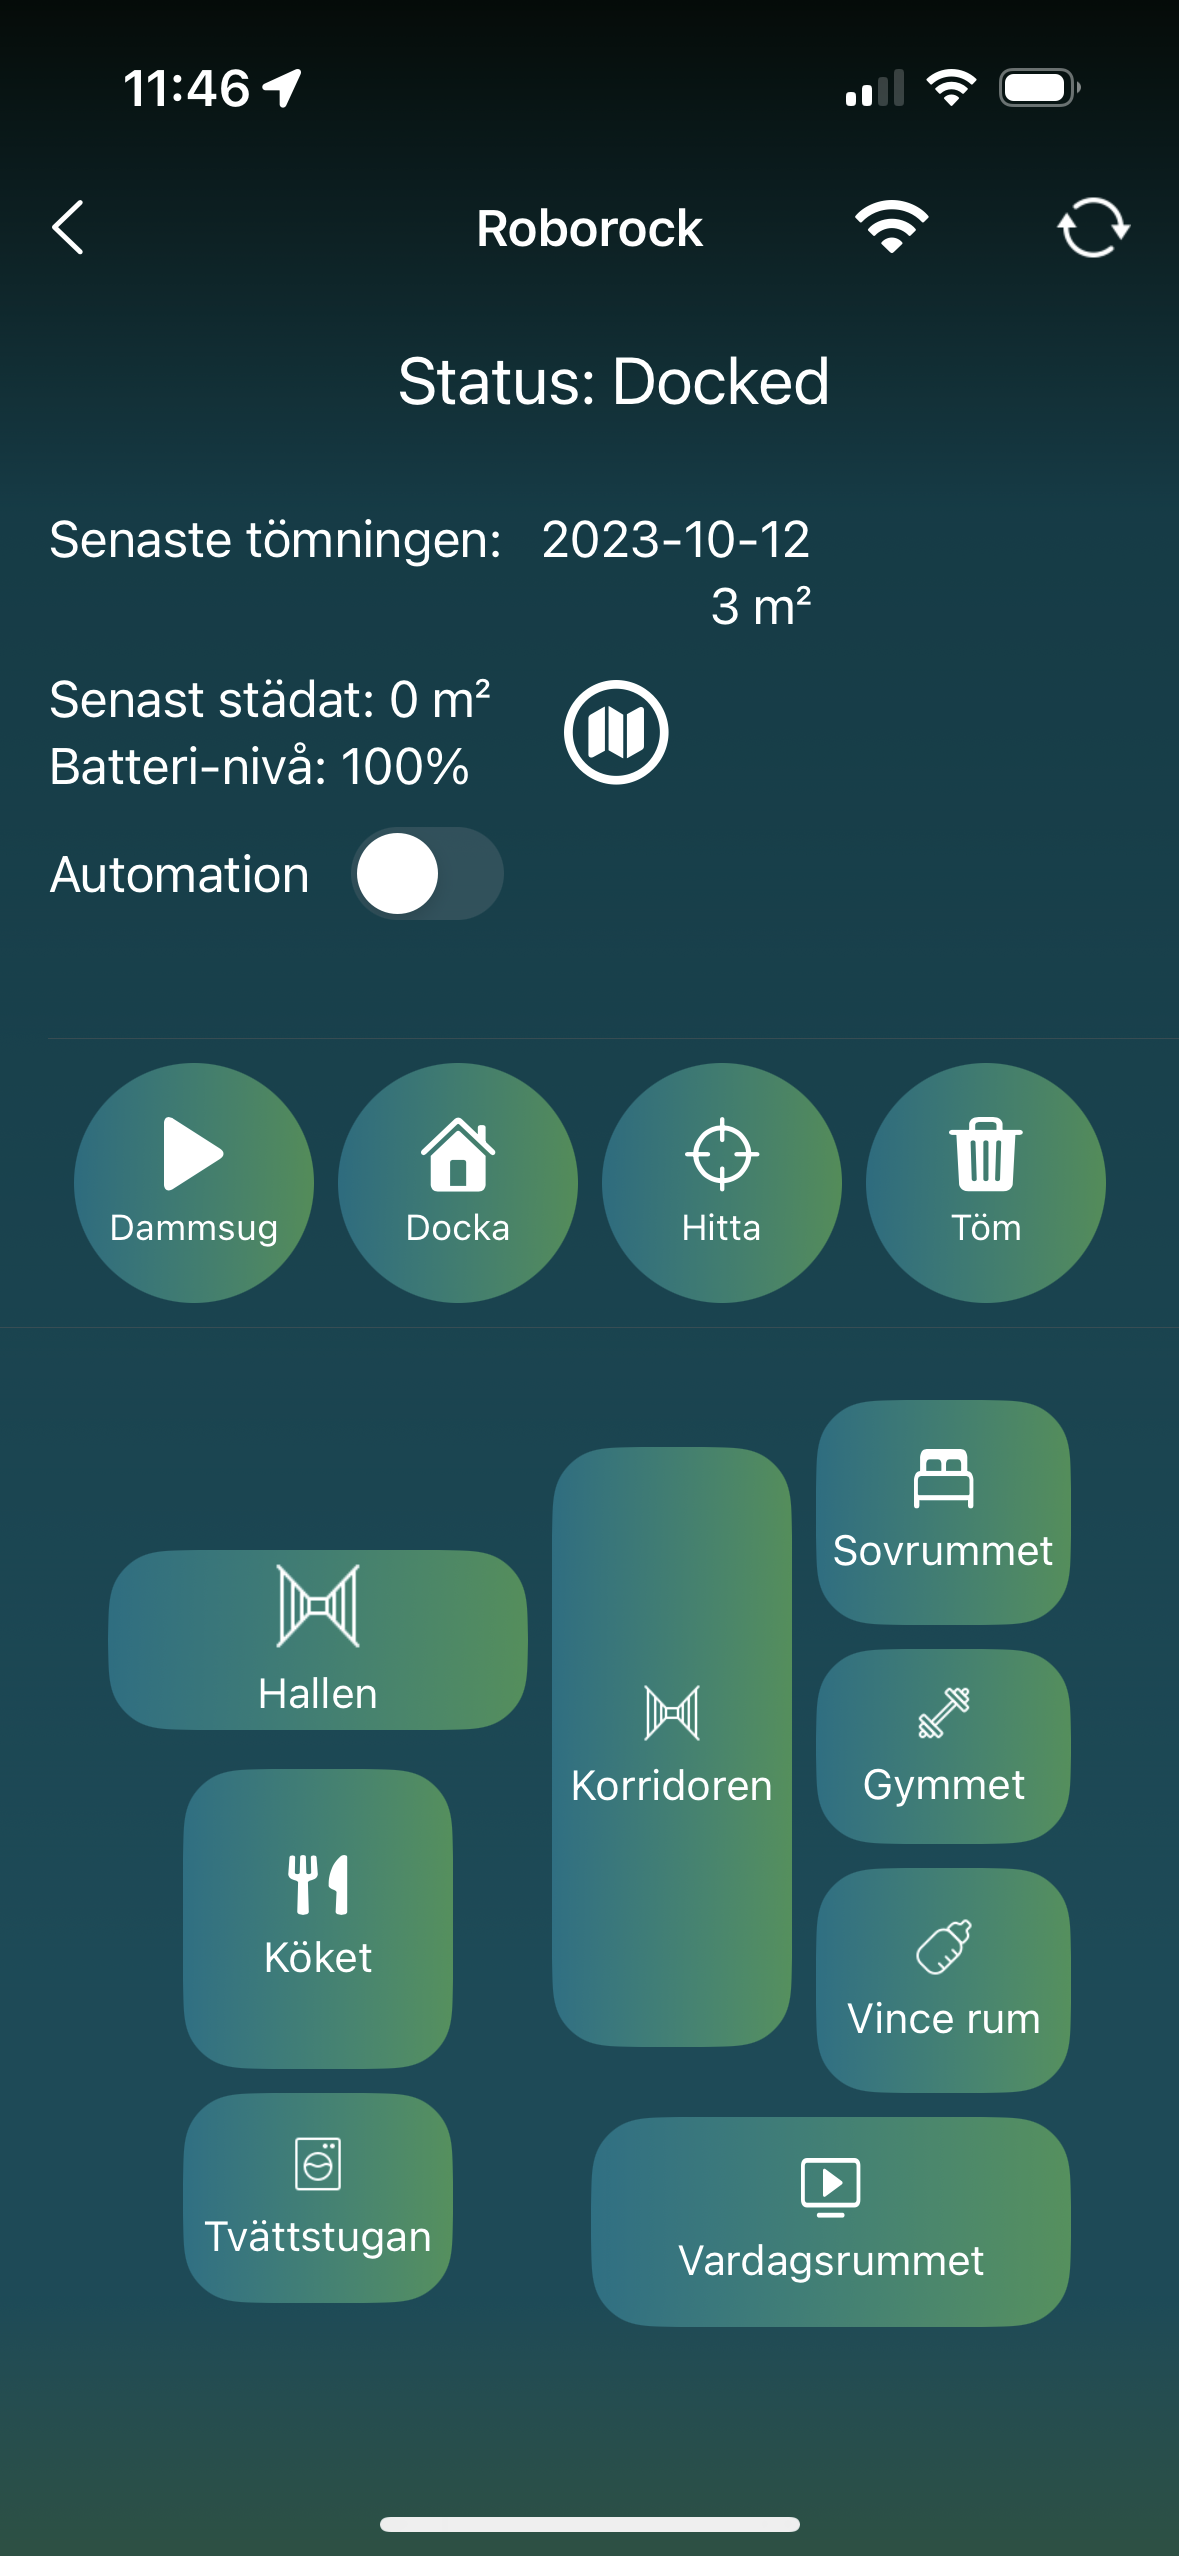 11:46
Roborock
Status: Docked
Senaste tömningen: 2023-10-12
3 m²
Senast städat: 0 m²
Batteri-nivå: 100%
Automation
Dammsug
Docka
Hitta
Töm
Sovrummet
Hallen
Korridoren
Gymmet
Köket
Vince rum
Tvättstugan
Vardagsrummet